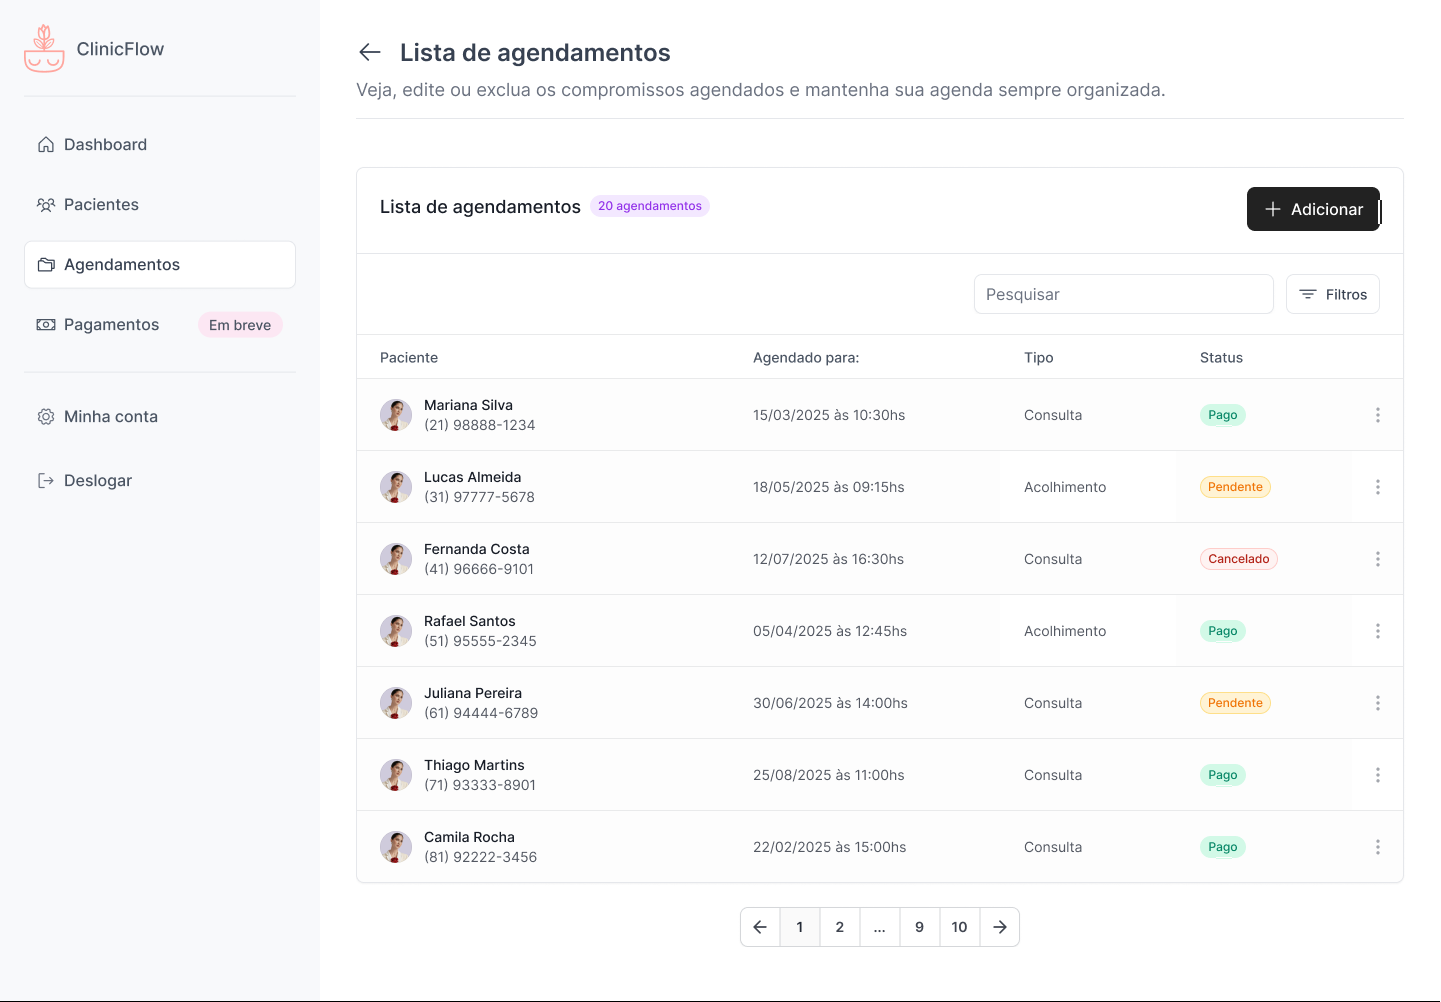 ClinicFlow
Dashboard
Pacientes
Agendamentos
Pagamentos Em breve
Minha conta
Deslogar
Lista de agendamentos
Veja, edite ou exclua os compromissos agendados e mantenha sua agenda sempre organizada.
Lista de agendamentos 20 agendamentos
Adicionar
Pesquisar Filtros
Paciente Agendado para: Tipo Status
Mariana Silva
(21) 98888-1234 15/03/2025 às 10:30hs Consulta Pago
Lucas Almeida
(31) 97777-5678 18/05/2025 às 09:15hs Acolhimento Pendente
Fernanda Costa
(41) 96666-9101 12/07/2025 às 16:30hs Consulta Cancelado
Rafael Santos
(51) 95555-2345 05/04/2025 às 12:45hs Acolhimento Pago
Juliana Pereira
(61) 94444-6789 30/06/2025 às 14:00hs Consulta Pendente
Thiago Martins
(71) 93333-8901 25/08/2025 às 11:00hs Consulta Pago
Camila Rocha
(81) 92222-3456 22/02/2025 às 15:00hs Consulta Pago
1 2 ... 9 10